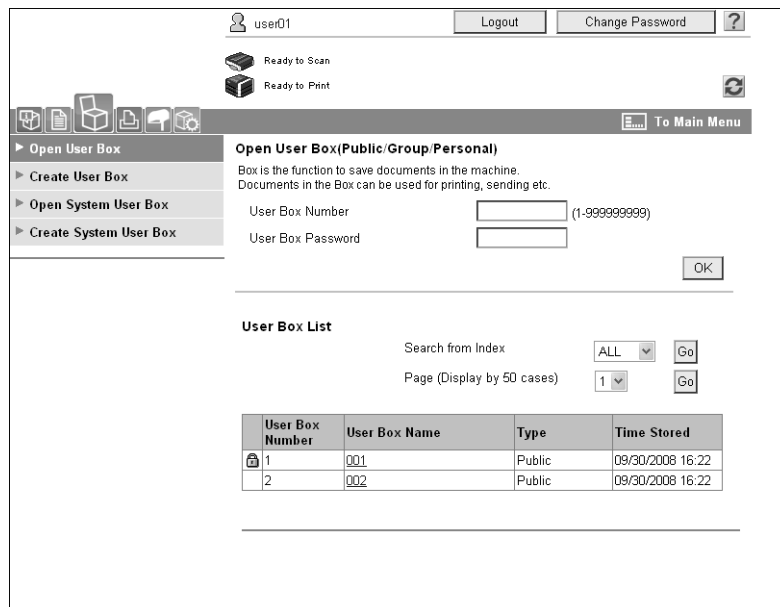 user01
Logout
Change Password
?
Ready to Scan
Ready to Print
To Main Menu
Open User Box
Create User Box
Open System User Box
Create System User Box
Open User Box(Public/Group/Personal)
Box is the function to save documents in the machine.
Documents in the Box can be used for printing, sending etc.
User Box Number (1-999999999)
User Box Password
OK
User Box List
Search from Index ALL Go
Page (Display by 50 cases) 1 Go
User Box Number User Box Name Type Time Stored
1 001 Public 09/30/2008 16:22
2 002 Public 09/30/2008 16:22